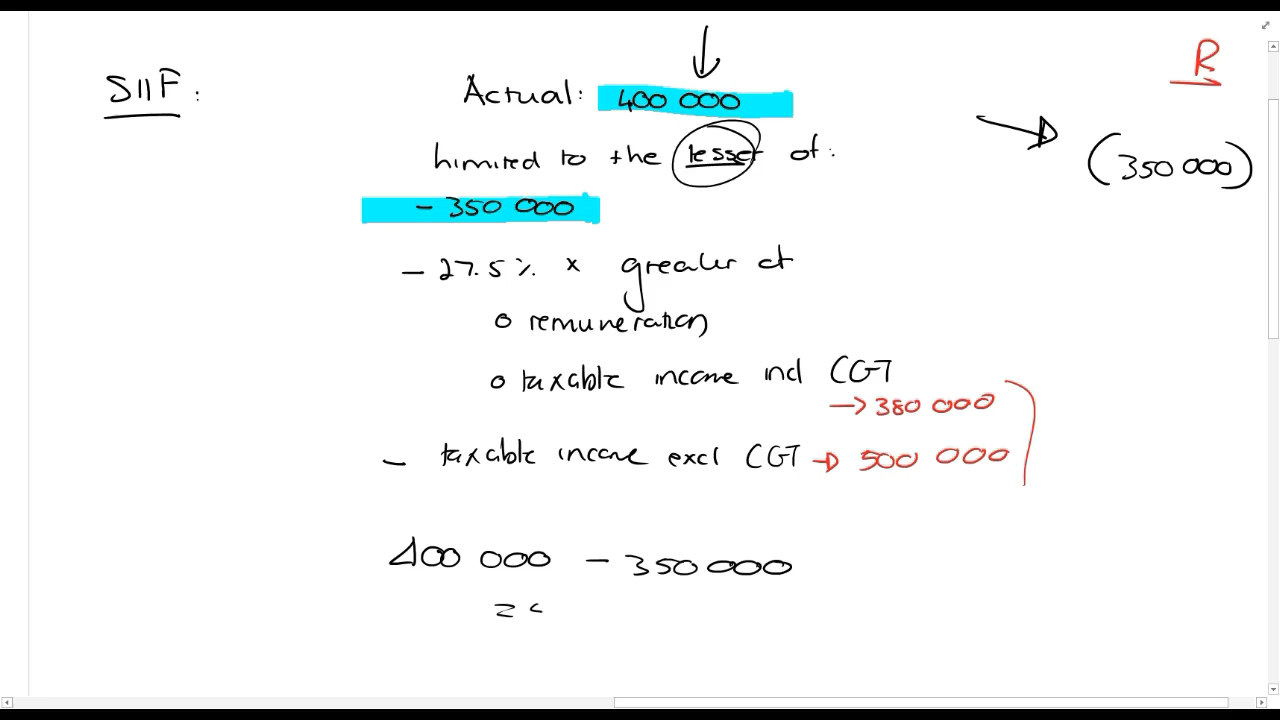 R
S11F:
Actual: 400 000
Limited to the lesser of:
(350 000)
- 350 000
- 27.5% x greater of
o remuneration
o taxable income incl CGT
→ 380 000
- taxable income excl CGT → 500 000
400 000 - 350 000
=